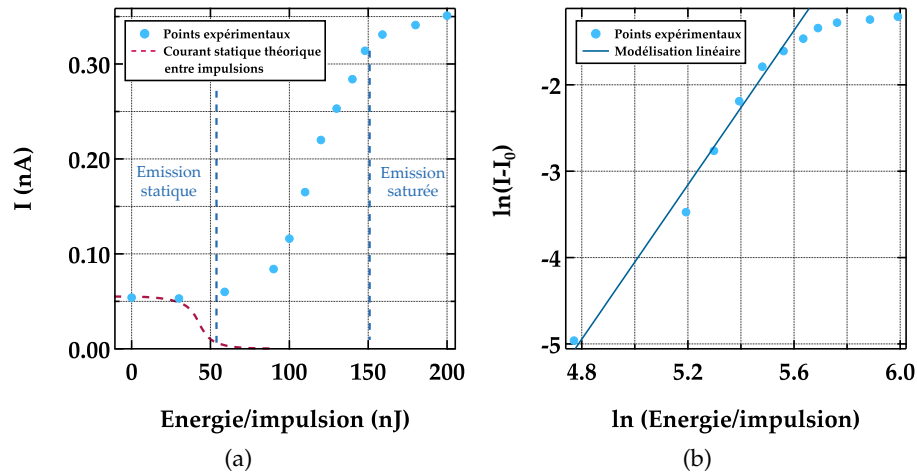 Points expérimentaux
Courant statique théorique
entre impulsions
0.30
0.20
0.10
0.00
I (nA)
Emission
statique
Emission
saturée
0
50
100
150
200
Energie/impulsion (nJ)
(a)
Points expérimentaux
Modélisation linéaire
-2
-3
-4
-5
ln(I-I₀)
4.8
5.2
5.6
6.0
ln (Energie/impulsion)
(b)